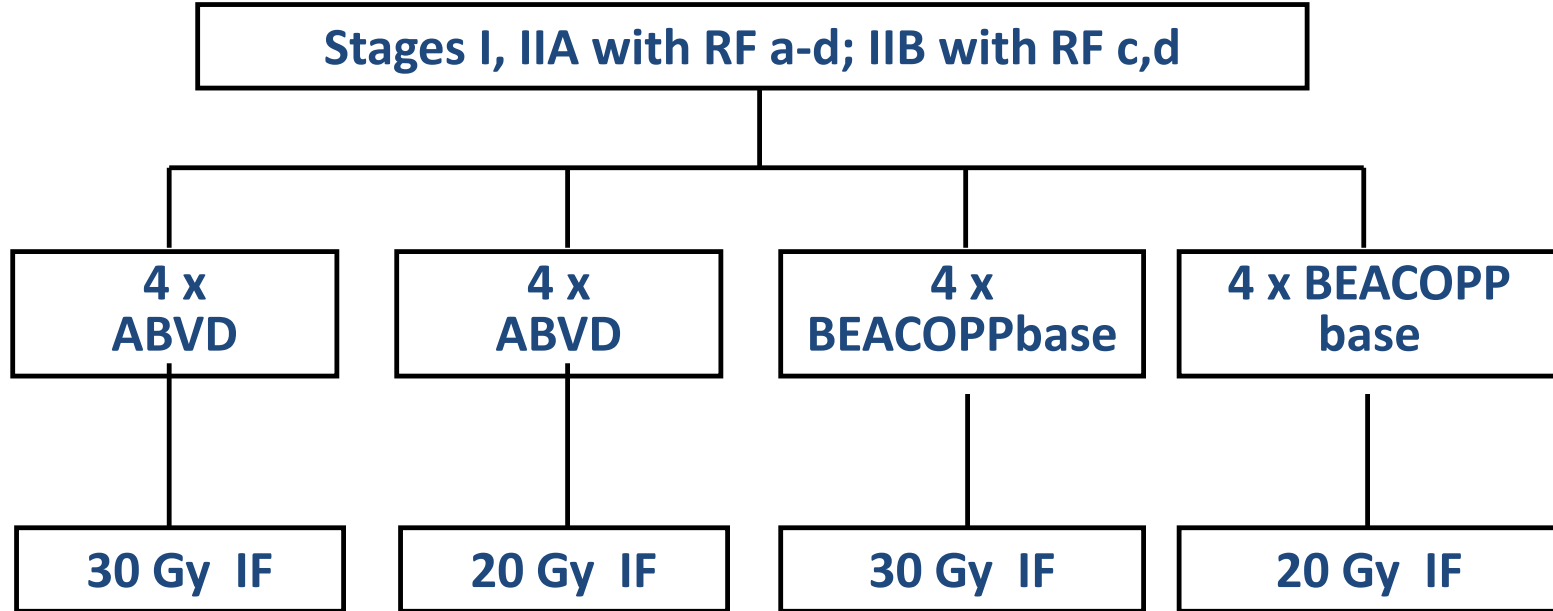 Stages I, IIA with RF a-d; IIB with RF c,d
4 x
ABVD
4 x
ABVD
4 x
BEACOPPbase
4 x BEACOPP
base
30 Gy IF
20 Gy IF
30 Gy IF
20 Gy IF